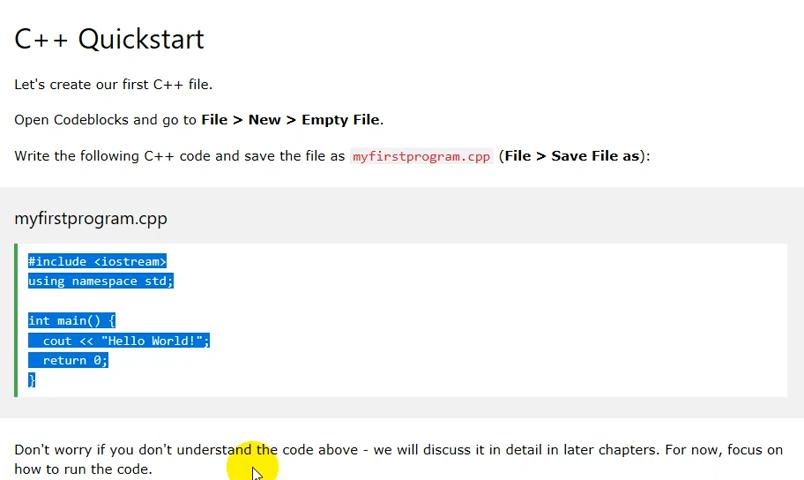 C++ Quickstart
Let's create our first C++ file.
Open Codeblocks and go to File > New > Empty File.
Write the following C++ code and save the file as myfirstprogram.cpp (File > Save File as):
myfirstprogram.cpp
#include <iostream>
using namespace std;
int main() {
  cout << "Hello World!";
  return 0;
}
Don't worry if you don't understand the code above - we will discuss it in detail in later chapters. For now, focus on
how to run the code.